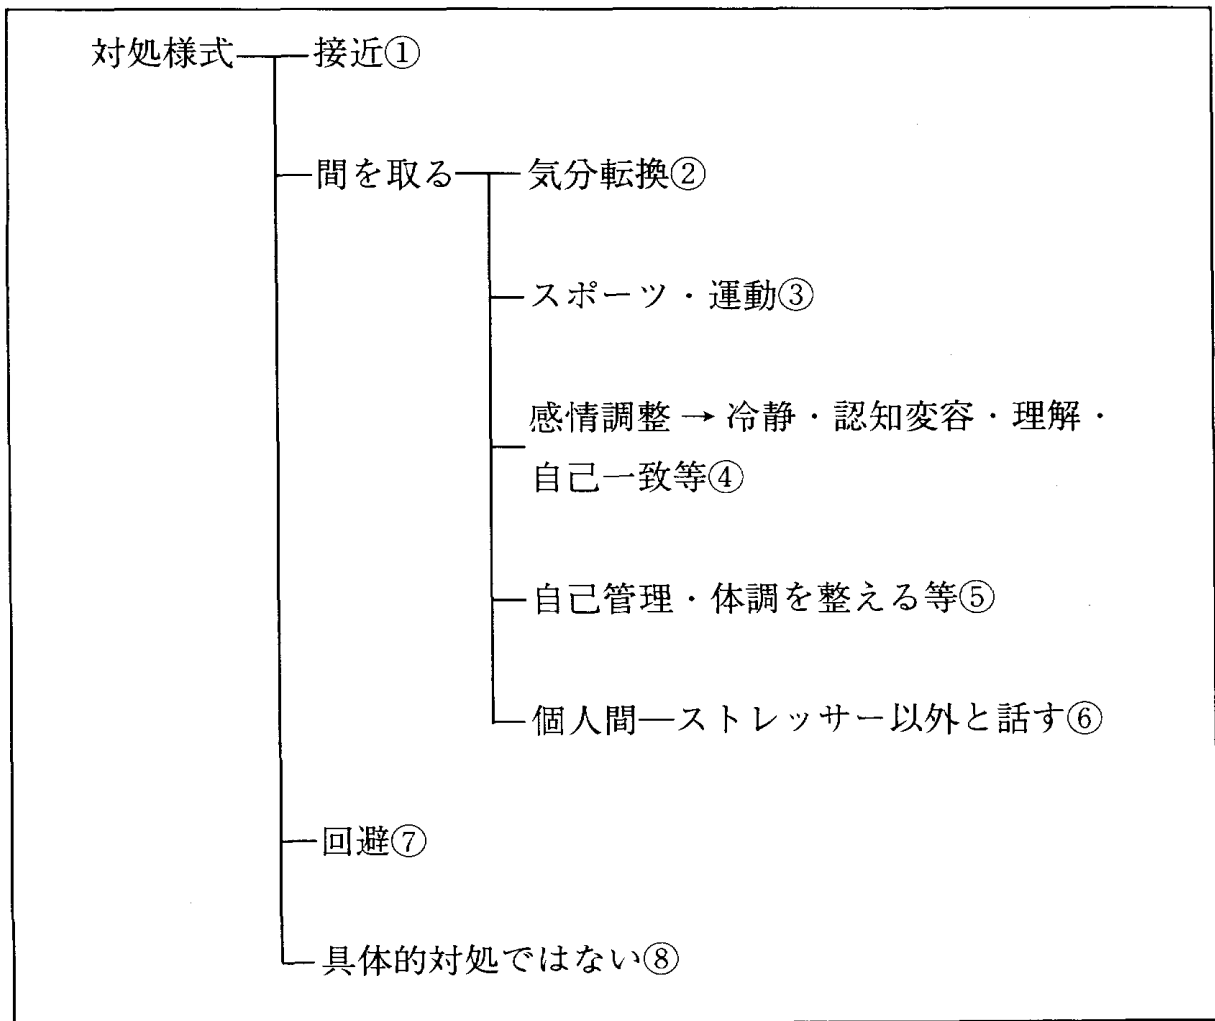 対処様式 接近①
間を取る 気分転換②
スポーツ・運動③
感情調整 → 冷静・認知変容・理解・
自己一致等④
自己管理・体調を整える等⑤
個人間―ストレッサー以外と話す⑥
回避⑦
具体的対処ではない⑧